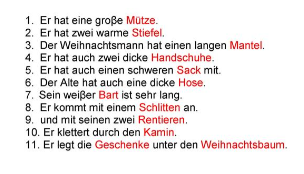 1. Er hat eine große Mütze.
2. Er hat zwei warme Stiefel.
3. Der Weihnachtsmann hat einen langen Mantel.
4. Er hat auch zwei dicke Handschuhe.
5. Er hat auch einen schweren Sack mit.
6. Der Alte hat auch eine dicke Hose.
7. Sein weißer Bart ist sehr lang.
8. Er kommt mit einem Schlitten an.
9. und mit seinen zwei Rentieren.
10. Er klettert durch den Kamin.
11. Er legt die Geschenke unter den Weihnachtsbaum.